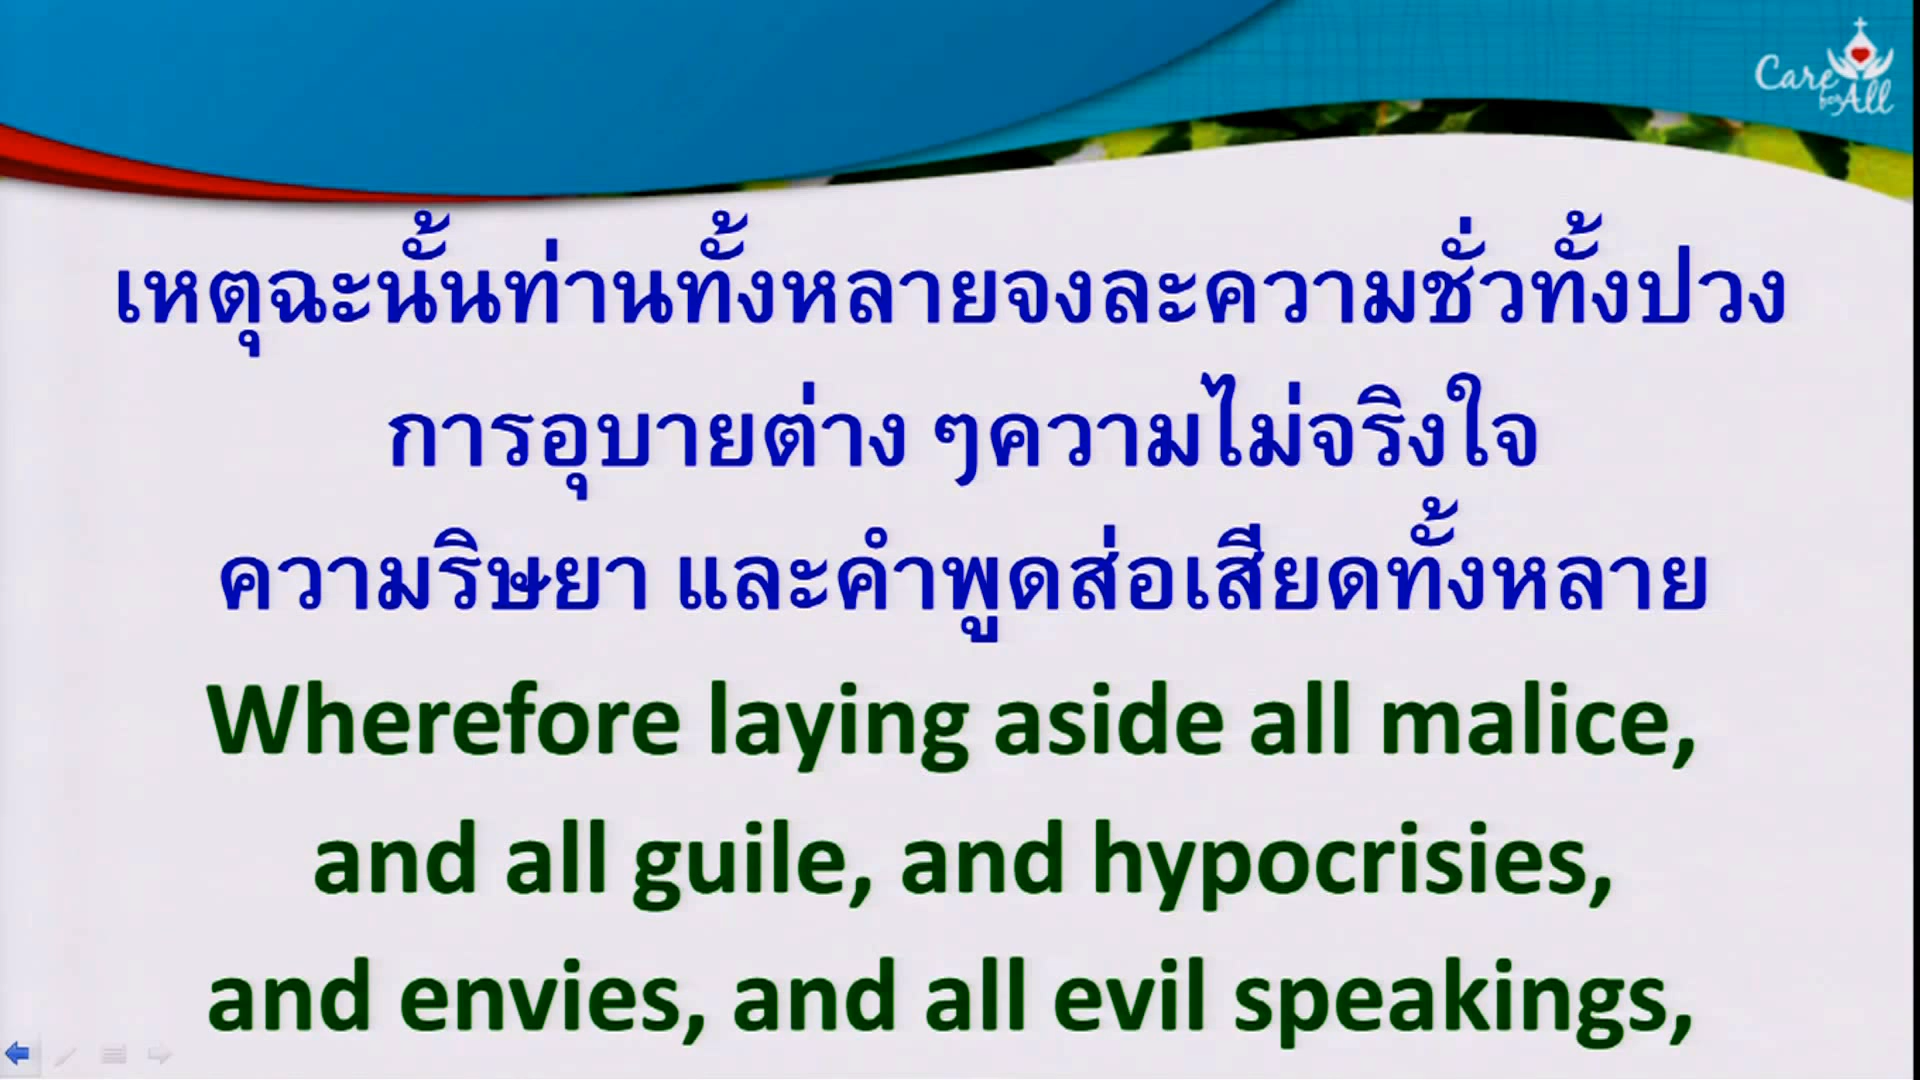 Care
for All
เหตุฉะนั้นท่านทั้งหลายจงละความชั่วทั้งปวง
การอุบายต่าง ๆความไม่จริงใจ
ความริษยา และคำพูดส่อเสียดทั้งหลาย
Wherefore laying aside all malice,
and all guile, and hypocrisies,
and envies, and all evil speakings,